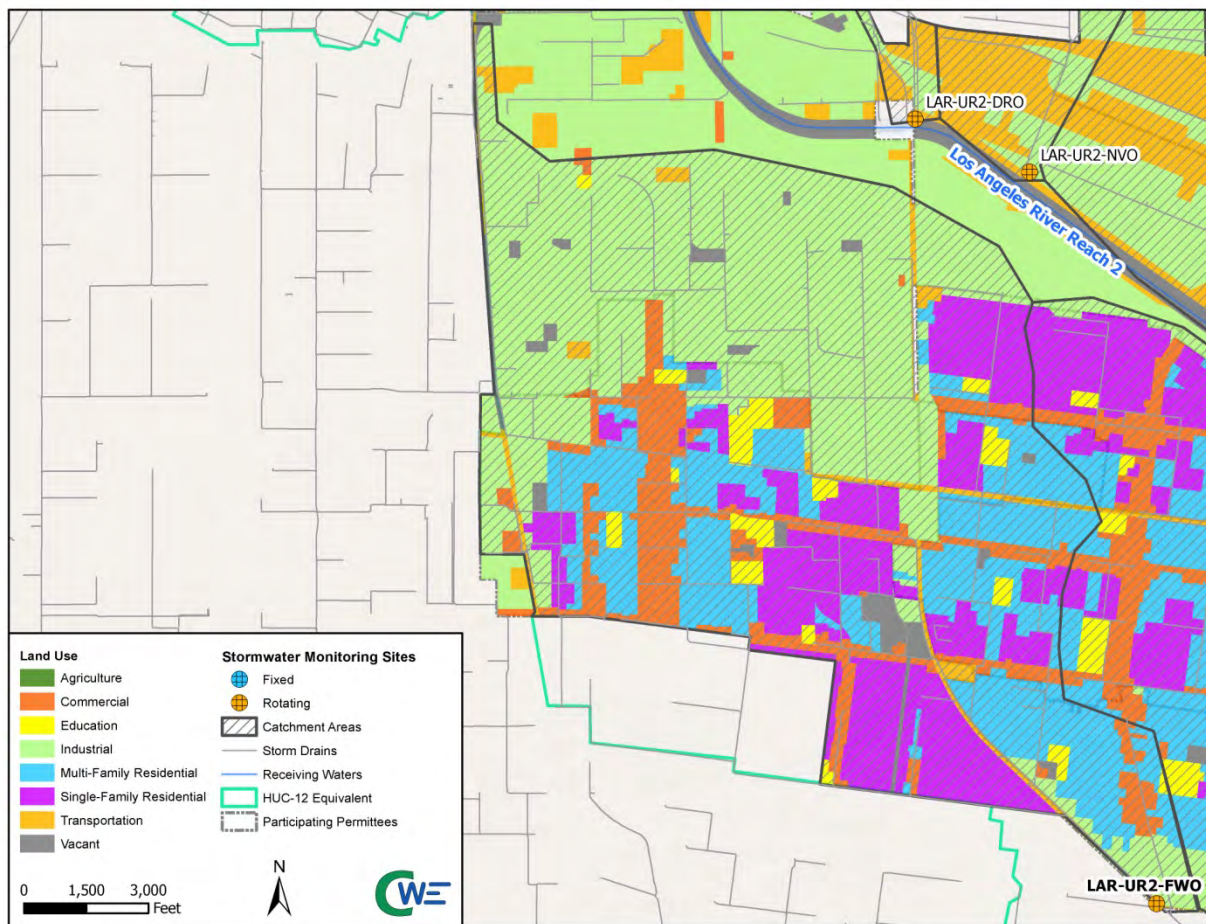 LAR-UR2-DRO
LAR-UR2-NVO
Los Angeles River Reach 2
Land Use
Agriculture
Commercial
Education
Industrial
Multi-Family Residential
Single-Family Residential
Transportation
Vacant
Stormwater Monitoring Sites
Fixed
Rotating
Catchment Areas
Storm Drains
Receiving Waters
HUC-12 Equivalent
Participating Permittees
0 1,500 3,000
Feet
N
CWE
LAR-UR2-FWO